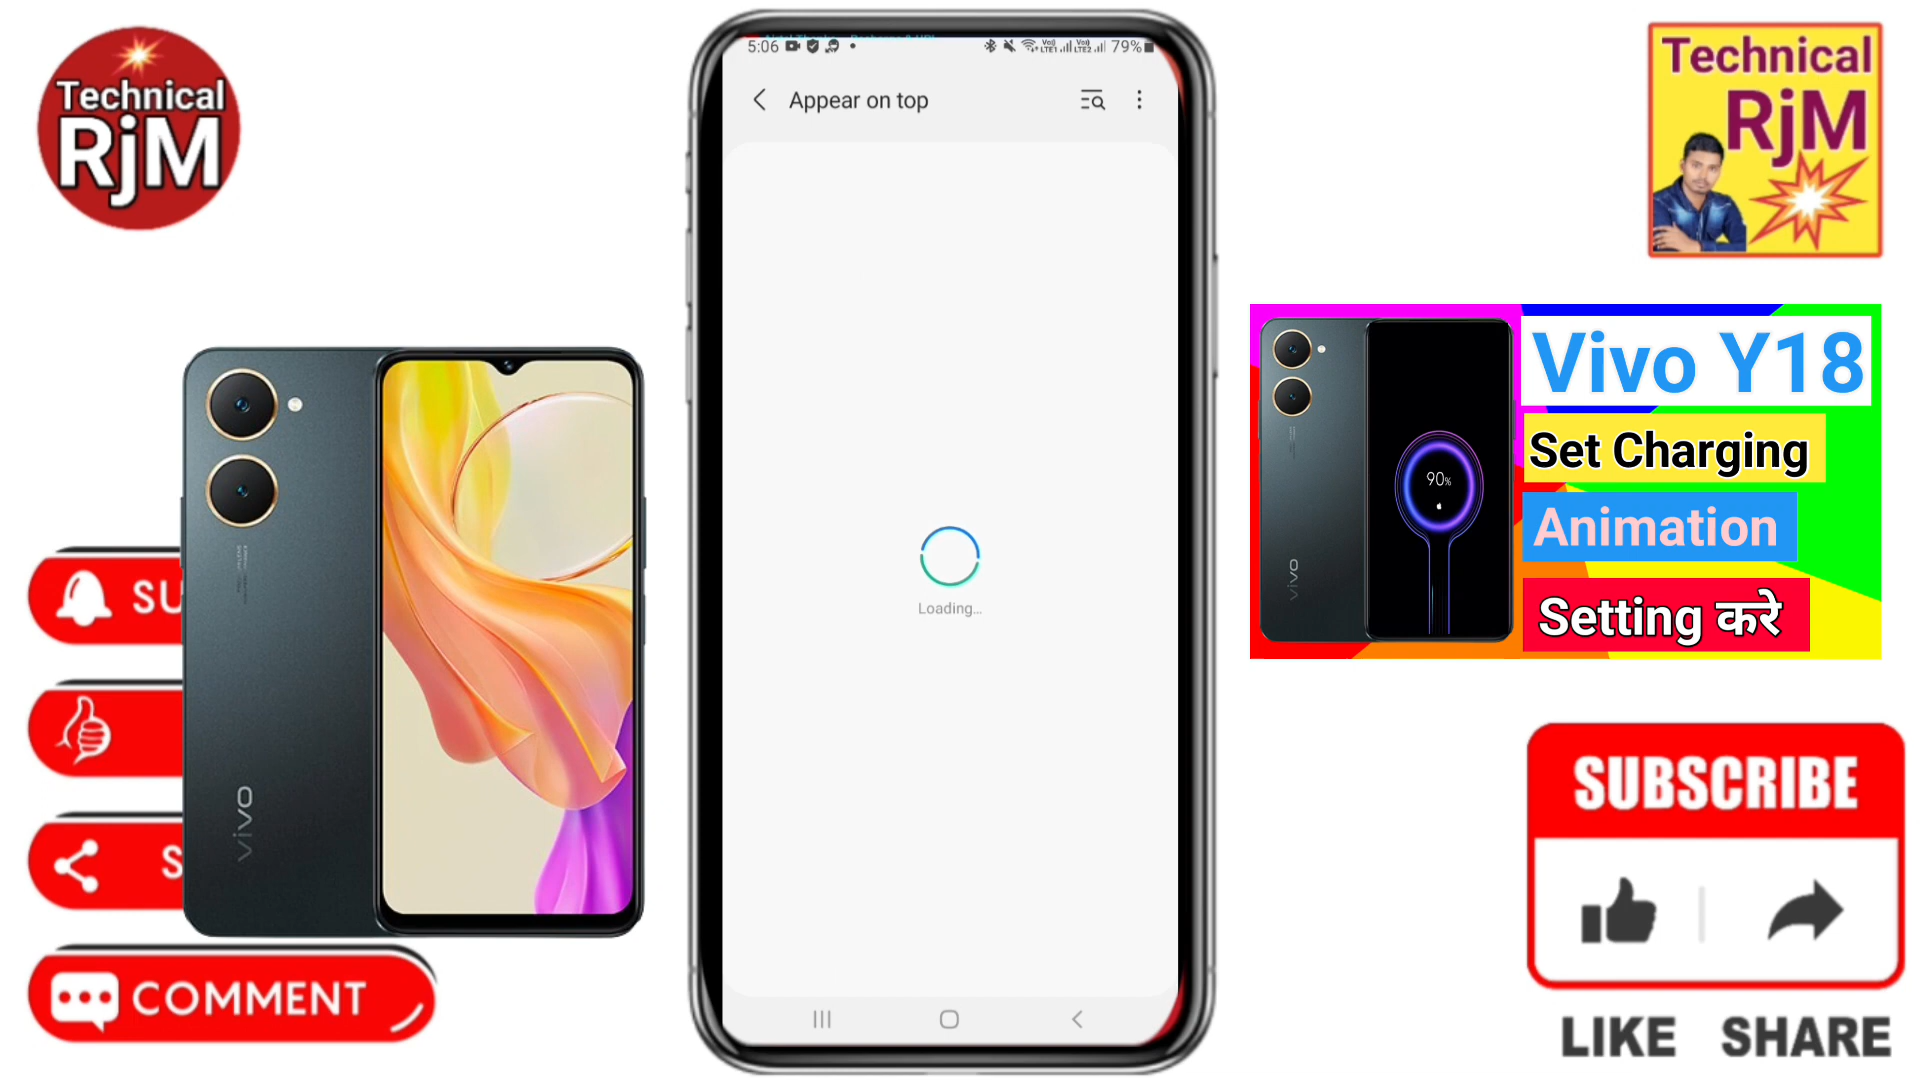 Technical
RjM
SU
S
COMMENT
vivo
5:06
79%
Appear on top
Loading...
Technical
RjM
vivo
90%
Vivo Y18
Set Charging
Animation
Setting करे
SUBSCRIBE
LIKE SHARE